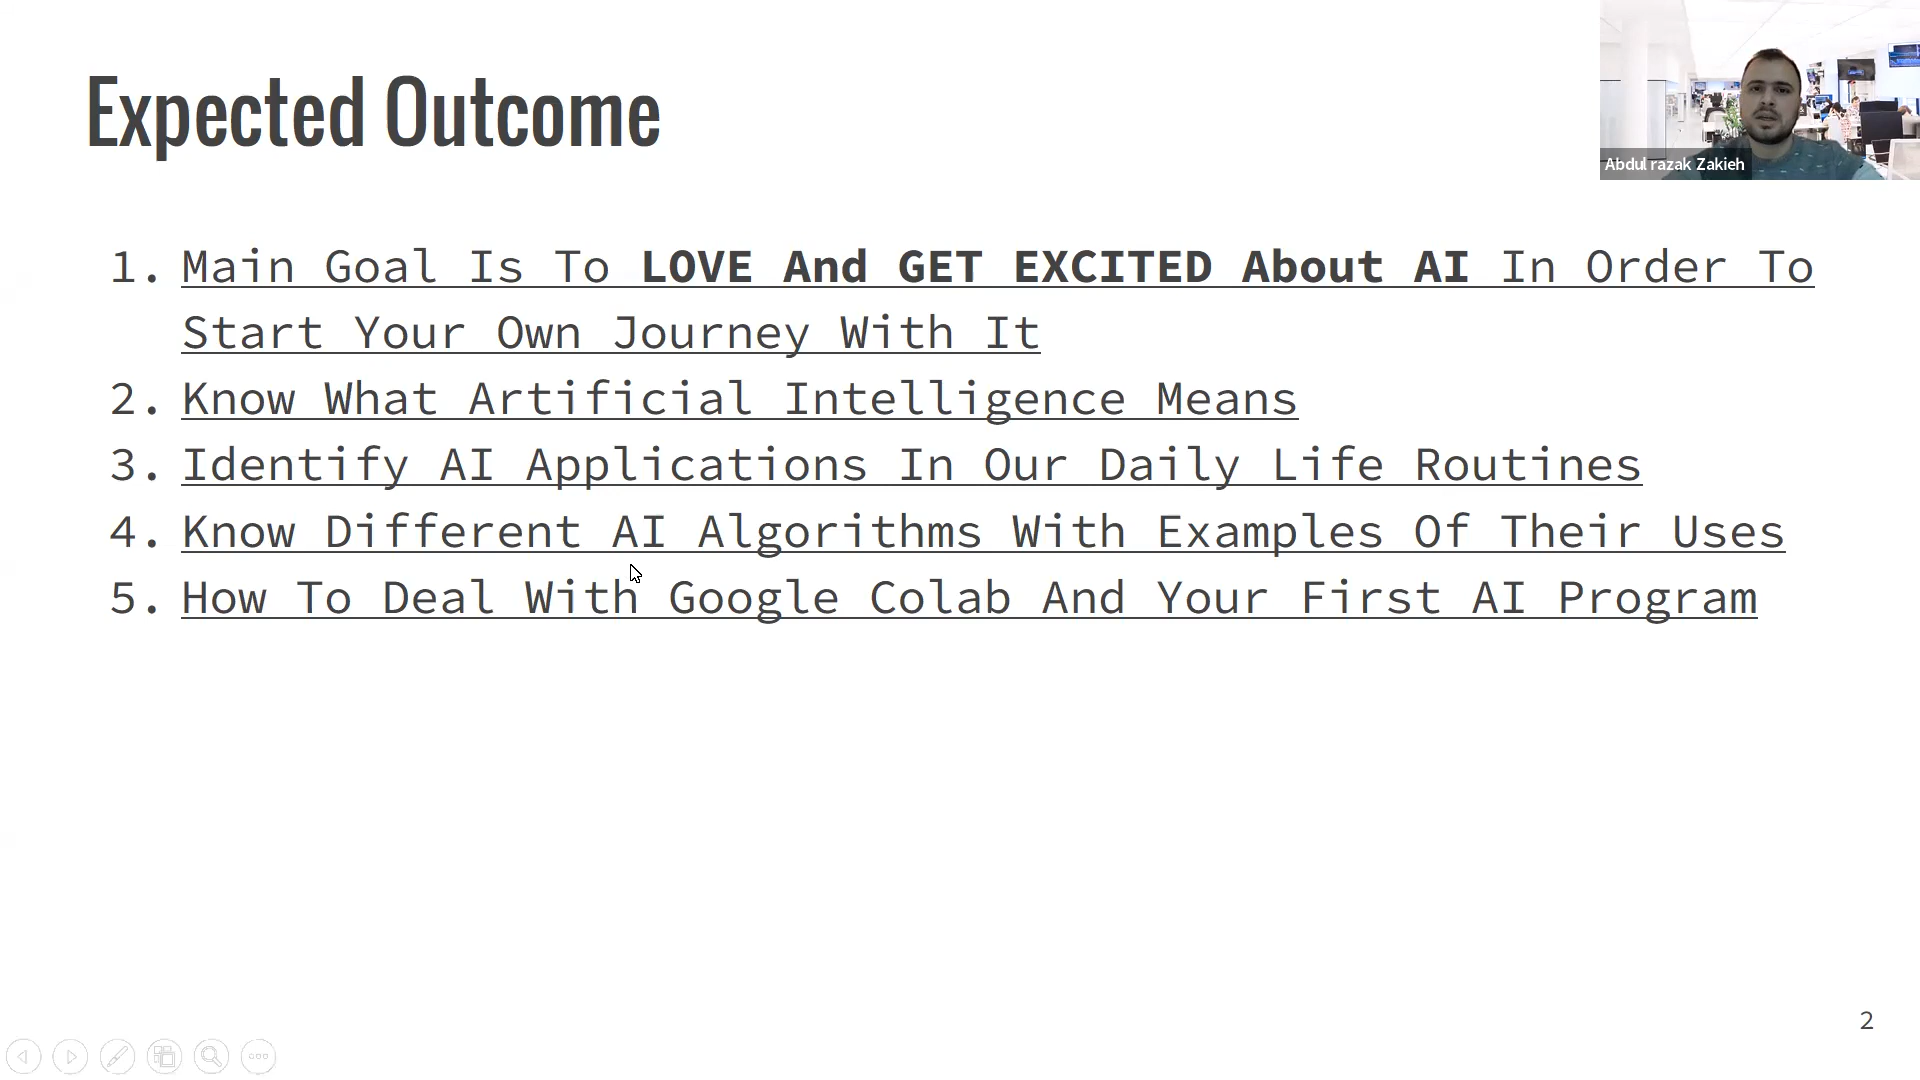 Expected Outcome
Abdul razak Zakieh
1. Main Goal Is To LOVE And GET EXCITED About AI In Order To
Start Your Own Journey With It
2. Know What Artificial Intelligence Means
3. Identify AI Applications In Our Daily Life Routines
4. Know Different AI Algorithms With Examples Of Their Uses
5. How To Deal With Google Colab And Your First AI Program
2